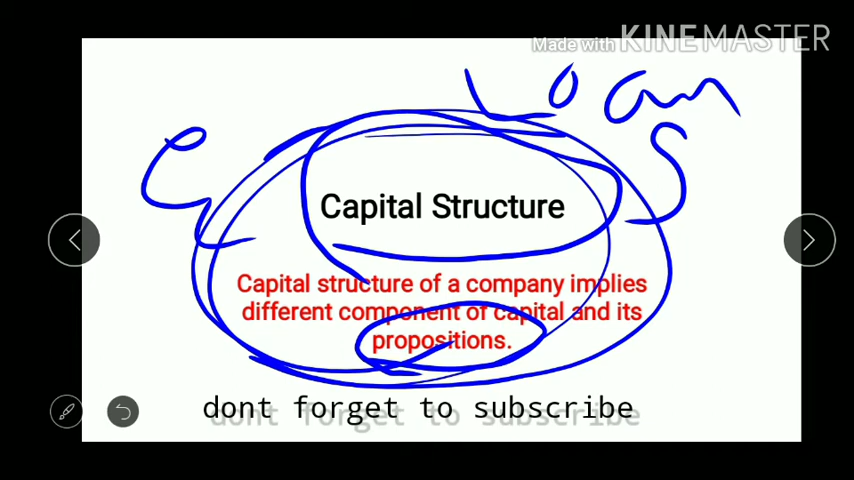 Made with KINEMASTER
Loan
S
Capital Structure
Capital structure of a company implies
different component of capital and its
propositions.
dont forget to subscribe